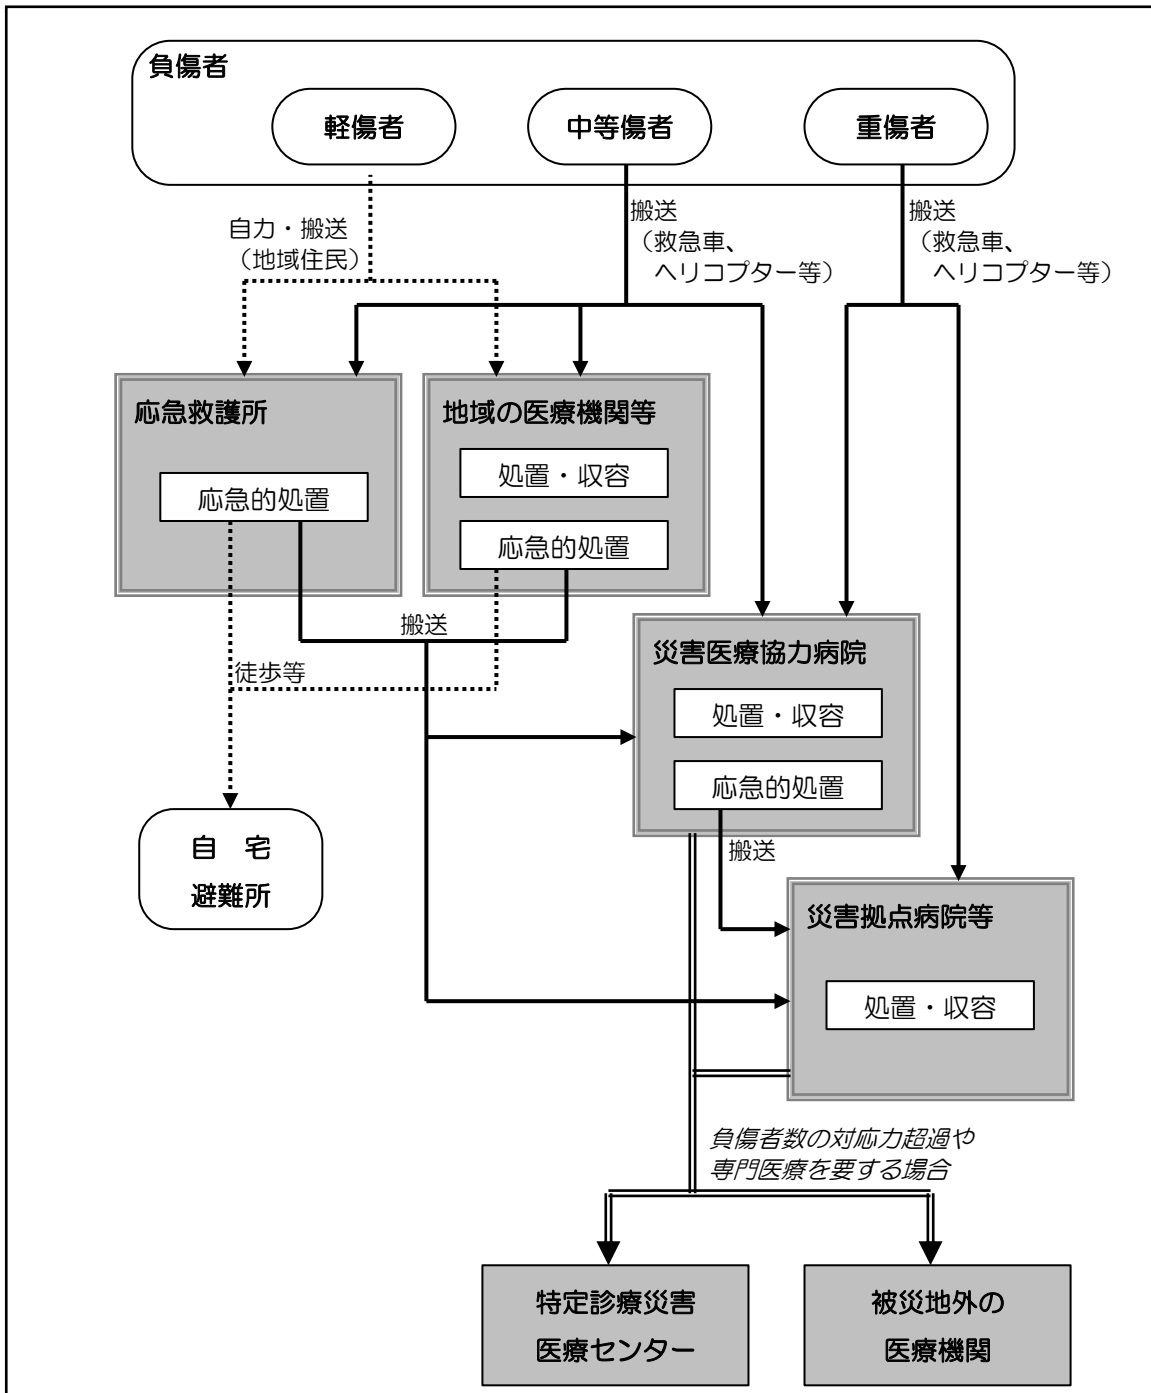 負傷者
軽傷者
中等傷者
重傷者
自力・搬送
（地域住民）
搬送
（救急車、
ヘリコプター等）
搬送
（救急車、
ヘリコプター等）
応急救護所
応急的処置
地域の医療機関等
処置・収容
応急的処置
搬送
徒歩等
災害医療協力病院
処置・収容
応急的処置
搬送
自　宅
避難所
災害拠点病院等
処置・収容
負傷者数の対応力超過や
専門医療を要する場合
特定診療災害
医療センター
被災地外の
医療機関